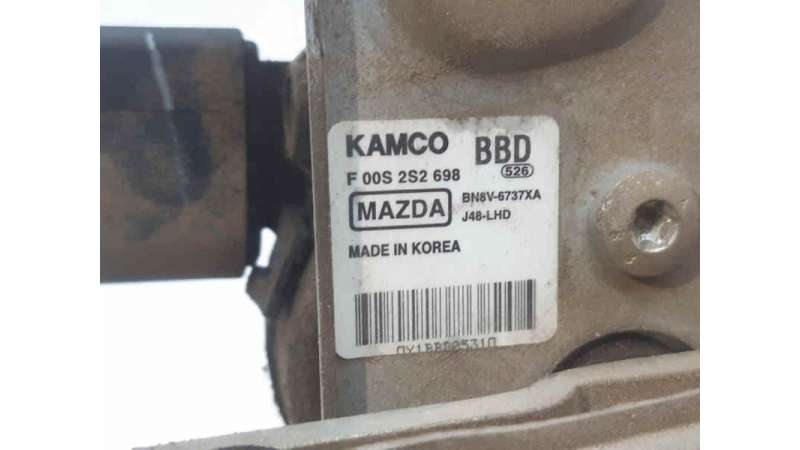 KAMCO BBD
F 00S 2S2 698 526
MAZDA BN8V-6737XA
J48-LHD
MADE IN KOREA